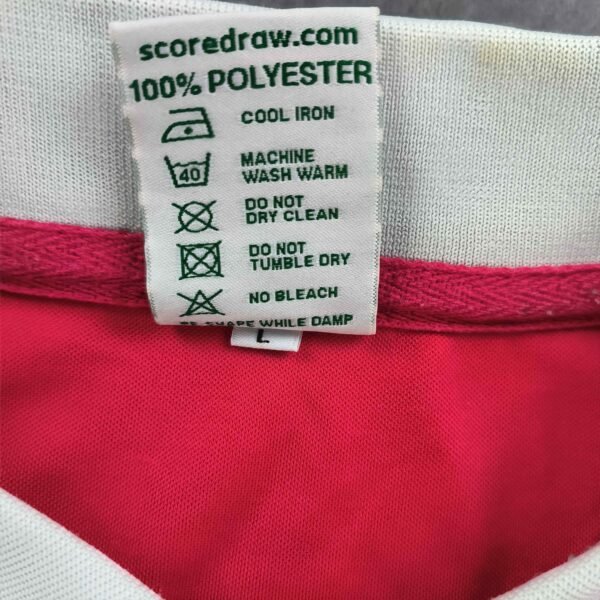 scoredraw.com
100% POLYESTER
COOL IRON
40
MACHINE
WASH WARM
DO NOT
DRY CLEAN
DO NOT
TUMBLE DRY
NO BLEACH
RE-SHAPE WHILE DAMP
L